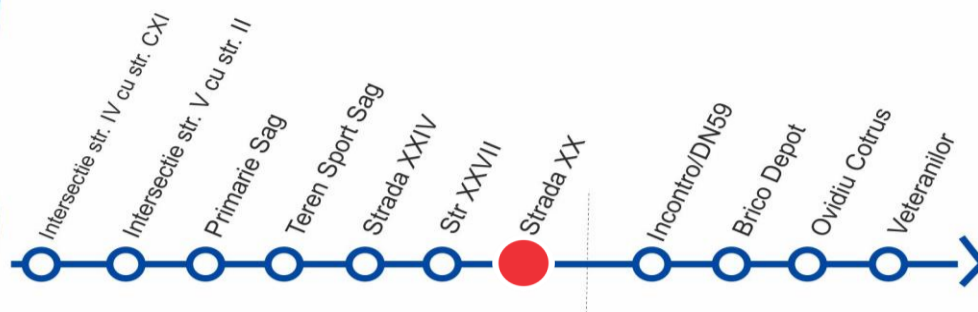 Intersectie str. IV cu str. CXI
Intersectie str. V cu str. II
Primarie Sag
Teren Sport Sag
Strada XXIV
Str XXVII
Strada XX
Incontro/DN59
Brico Depot
Ovidiu Cotrus
Veteranilor